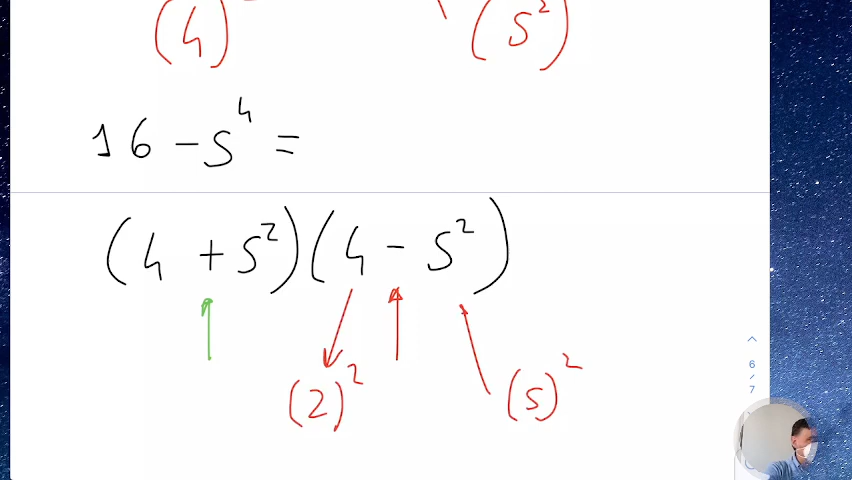 (4) (s²)
16 - s⁴ =
(4 + s²)(4 - s²)
(2)² (s)²
6
7